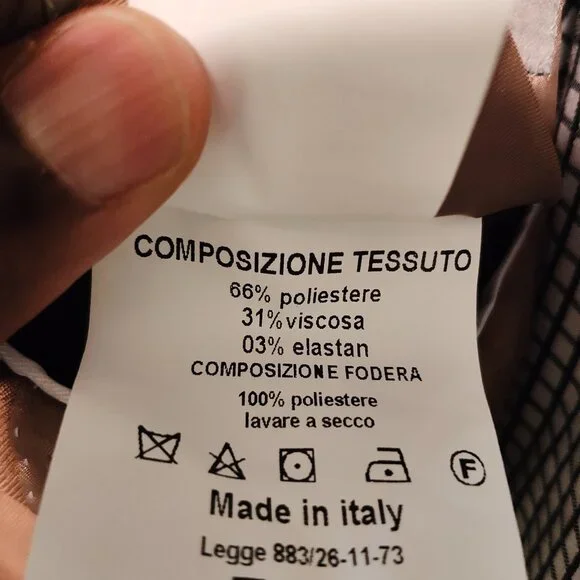 COMPOSIZIONE TESSUTO
66% poliestere
31% viscosa
03% elastan
COMPOSIZIONE FODERA
100% poliestere
lavare a secco
F
Made in italy
Legge 883/26-11-73